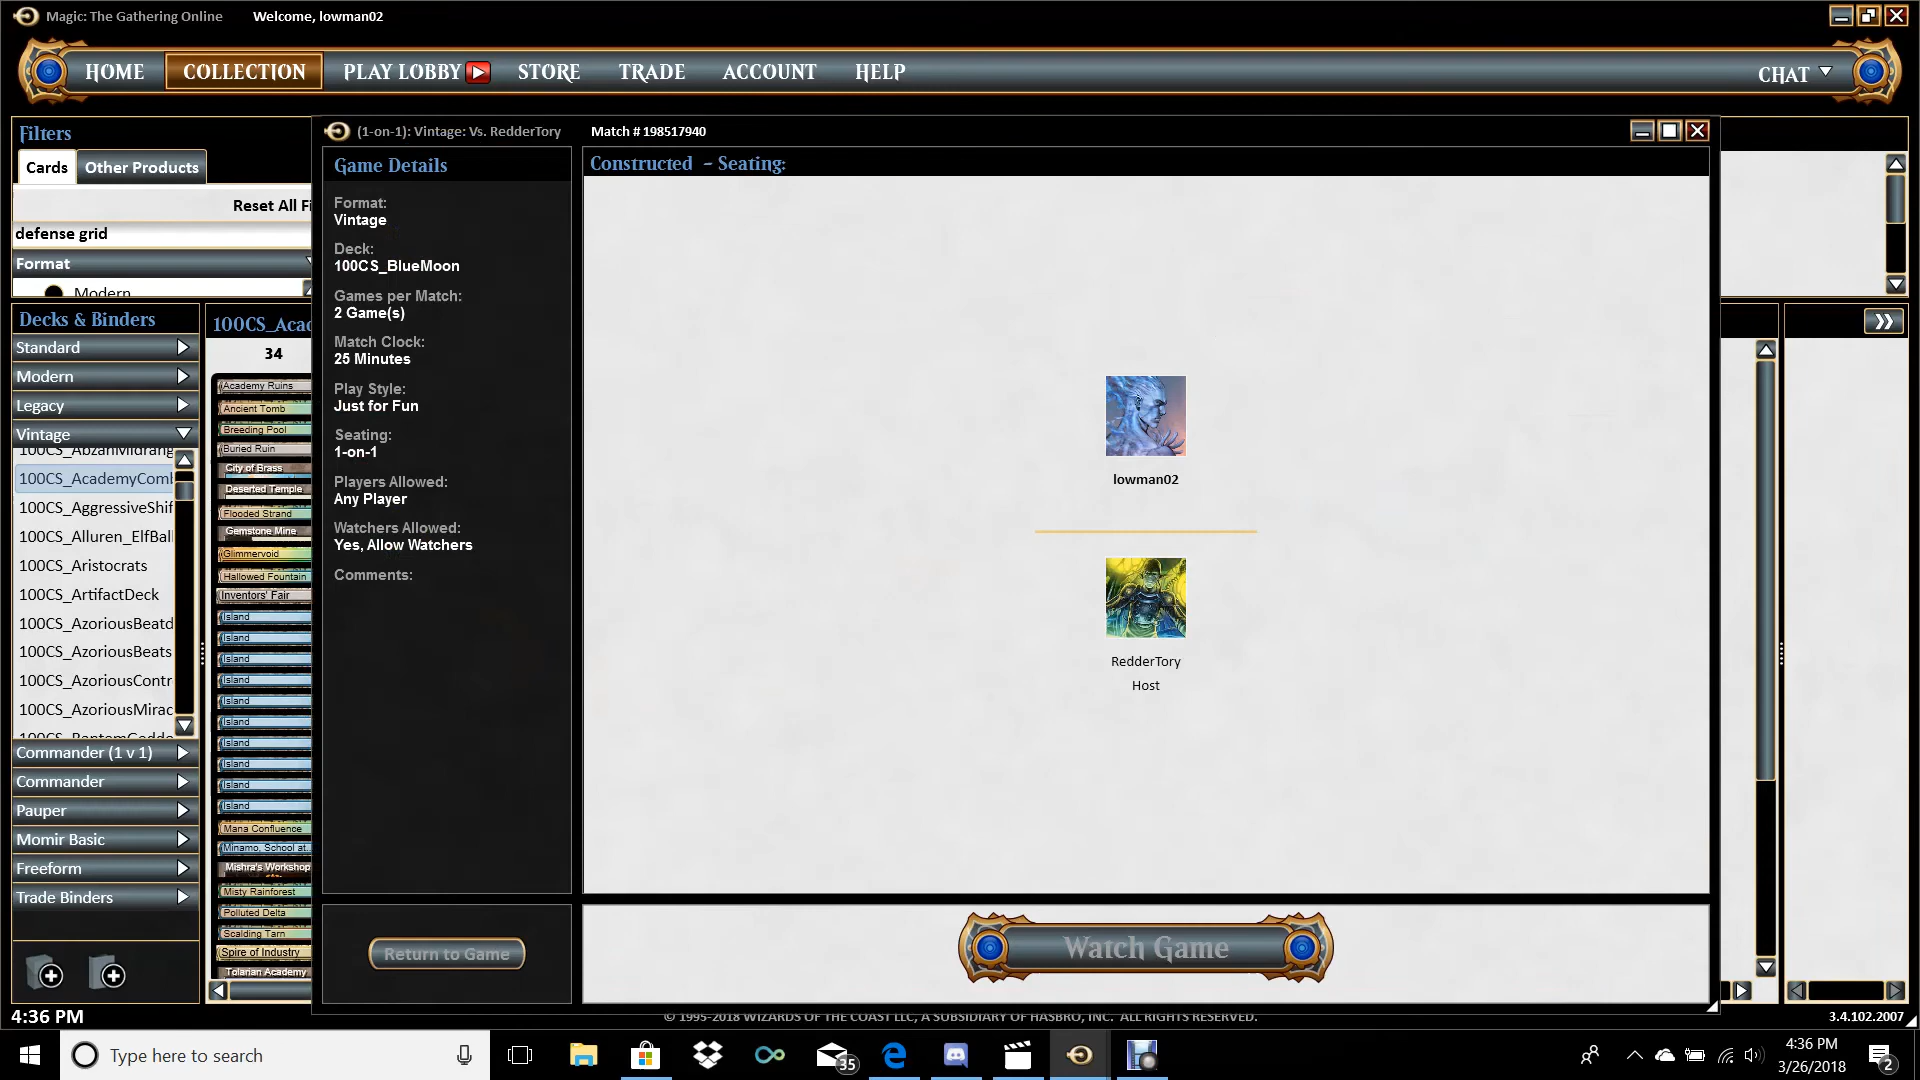 Magic: The Gathering Online
Welcome, lowman02
HOME
COLLECTION
PLAY LOBBY
STORE
TRADE
ACCOUNT
HELP
CHAT
Filters
Cards
Other Products
Reset All Fi
defense grid
Format
Modern
(1-on-1): Vintage: Vs. RedderTory
Match # 198517940
Game Details
Format:
Vintage
Deck:
100CS_BlueMoon
Games per Match:
2 Game(s)
Match Clock:
25 Minutes
Play Style:
Just for Fun
Seating:
1-on-1
Players Allowed:
Any Player
Watchers Allowed:
Yes, Allow Watchers
Comments:
Constructed - Seating:
lowman02
RedderTory
Host
Return to Game
Watch Game
Decks & Binders
Standard
Modern
Legacy
Vintage
100CS_AbzanMidrang
100CS_AcademyComb
100CS_AggressiveShif
100CS_Alluren_ElfBall
100CS_Aristocrats
100CS_ArtifactDeck
100CS_AzoriousBeatd
100CS_AzoriousBeats
100CS_AzoriousContr
100CS_AzoriousMirac
Commander (1 v 1)
Commander
Pauper
Momir Basic
Freeform
Trade Binders
100CS_Aca
34
Academy Ruins
Ancient Tomb
Breeding Pool
Buried Ruin
City of Brass
Deserted Temple
Flooded Strand
Gemstone Mine
Glimmervoid
Hallowed Fountain
Inventors' Fair
Island
Island
Island
Island
Island
Island
Island
Island
Island
Island
Mana Confluence
Minamo, School at...
Mishra's Workshop
Misty Rainforest
Polluted Delta
Scalding Tarn
Spire of Industry
Tolarian Academy
4:36 PM
© 1995-2018 WIZARDS OF THE COAST LLC, A SUBSIDIARY OF HASBRO, INC. ALL RIGHTS RESERVED.
3.4.102.2007
Type here to search
35
4:36 PM
3/26/2018
2